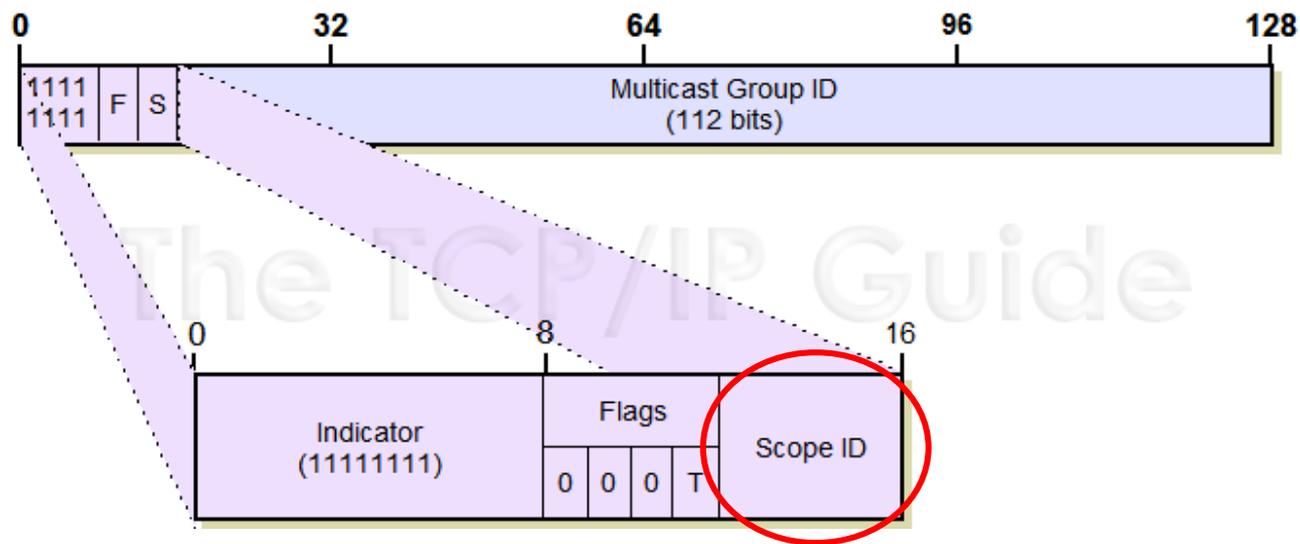 0 32 64 96 128
1111
1111
F
S
Multicast Group ID
(112 bits)
The TCP/IP Guide
0 8 16
Indicator
(11111111)
Flags
0 0 0 T
Scope ID